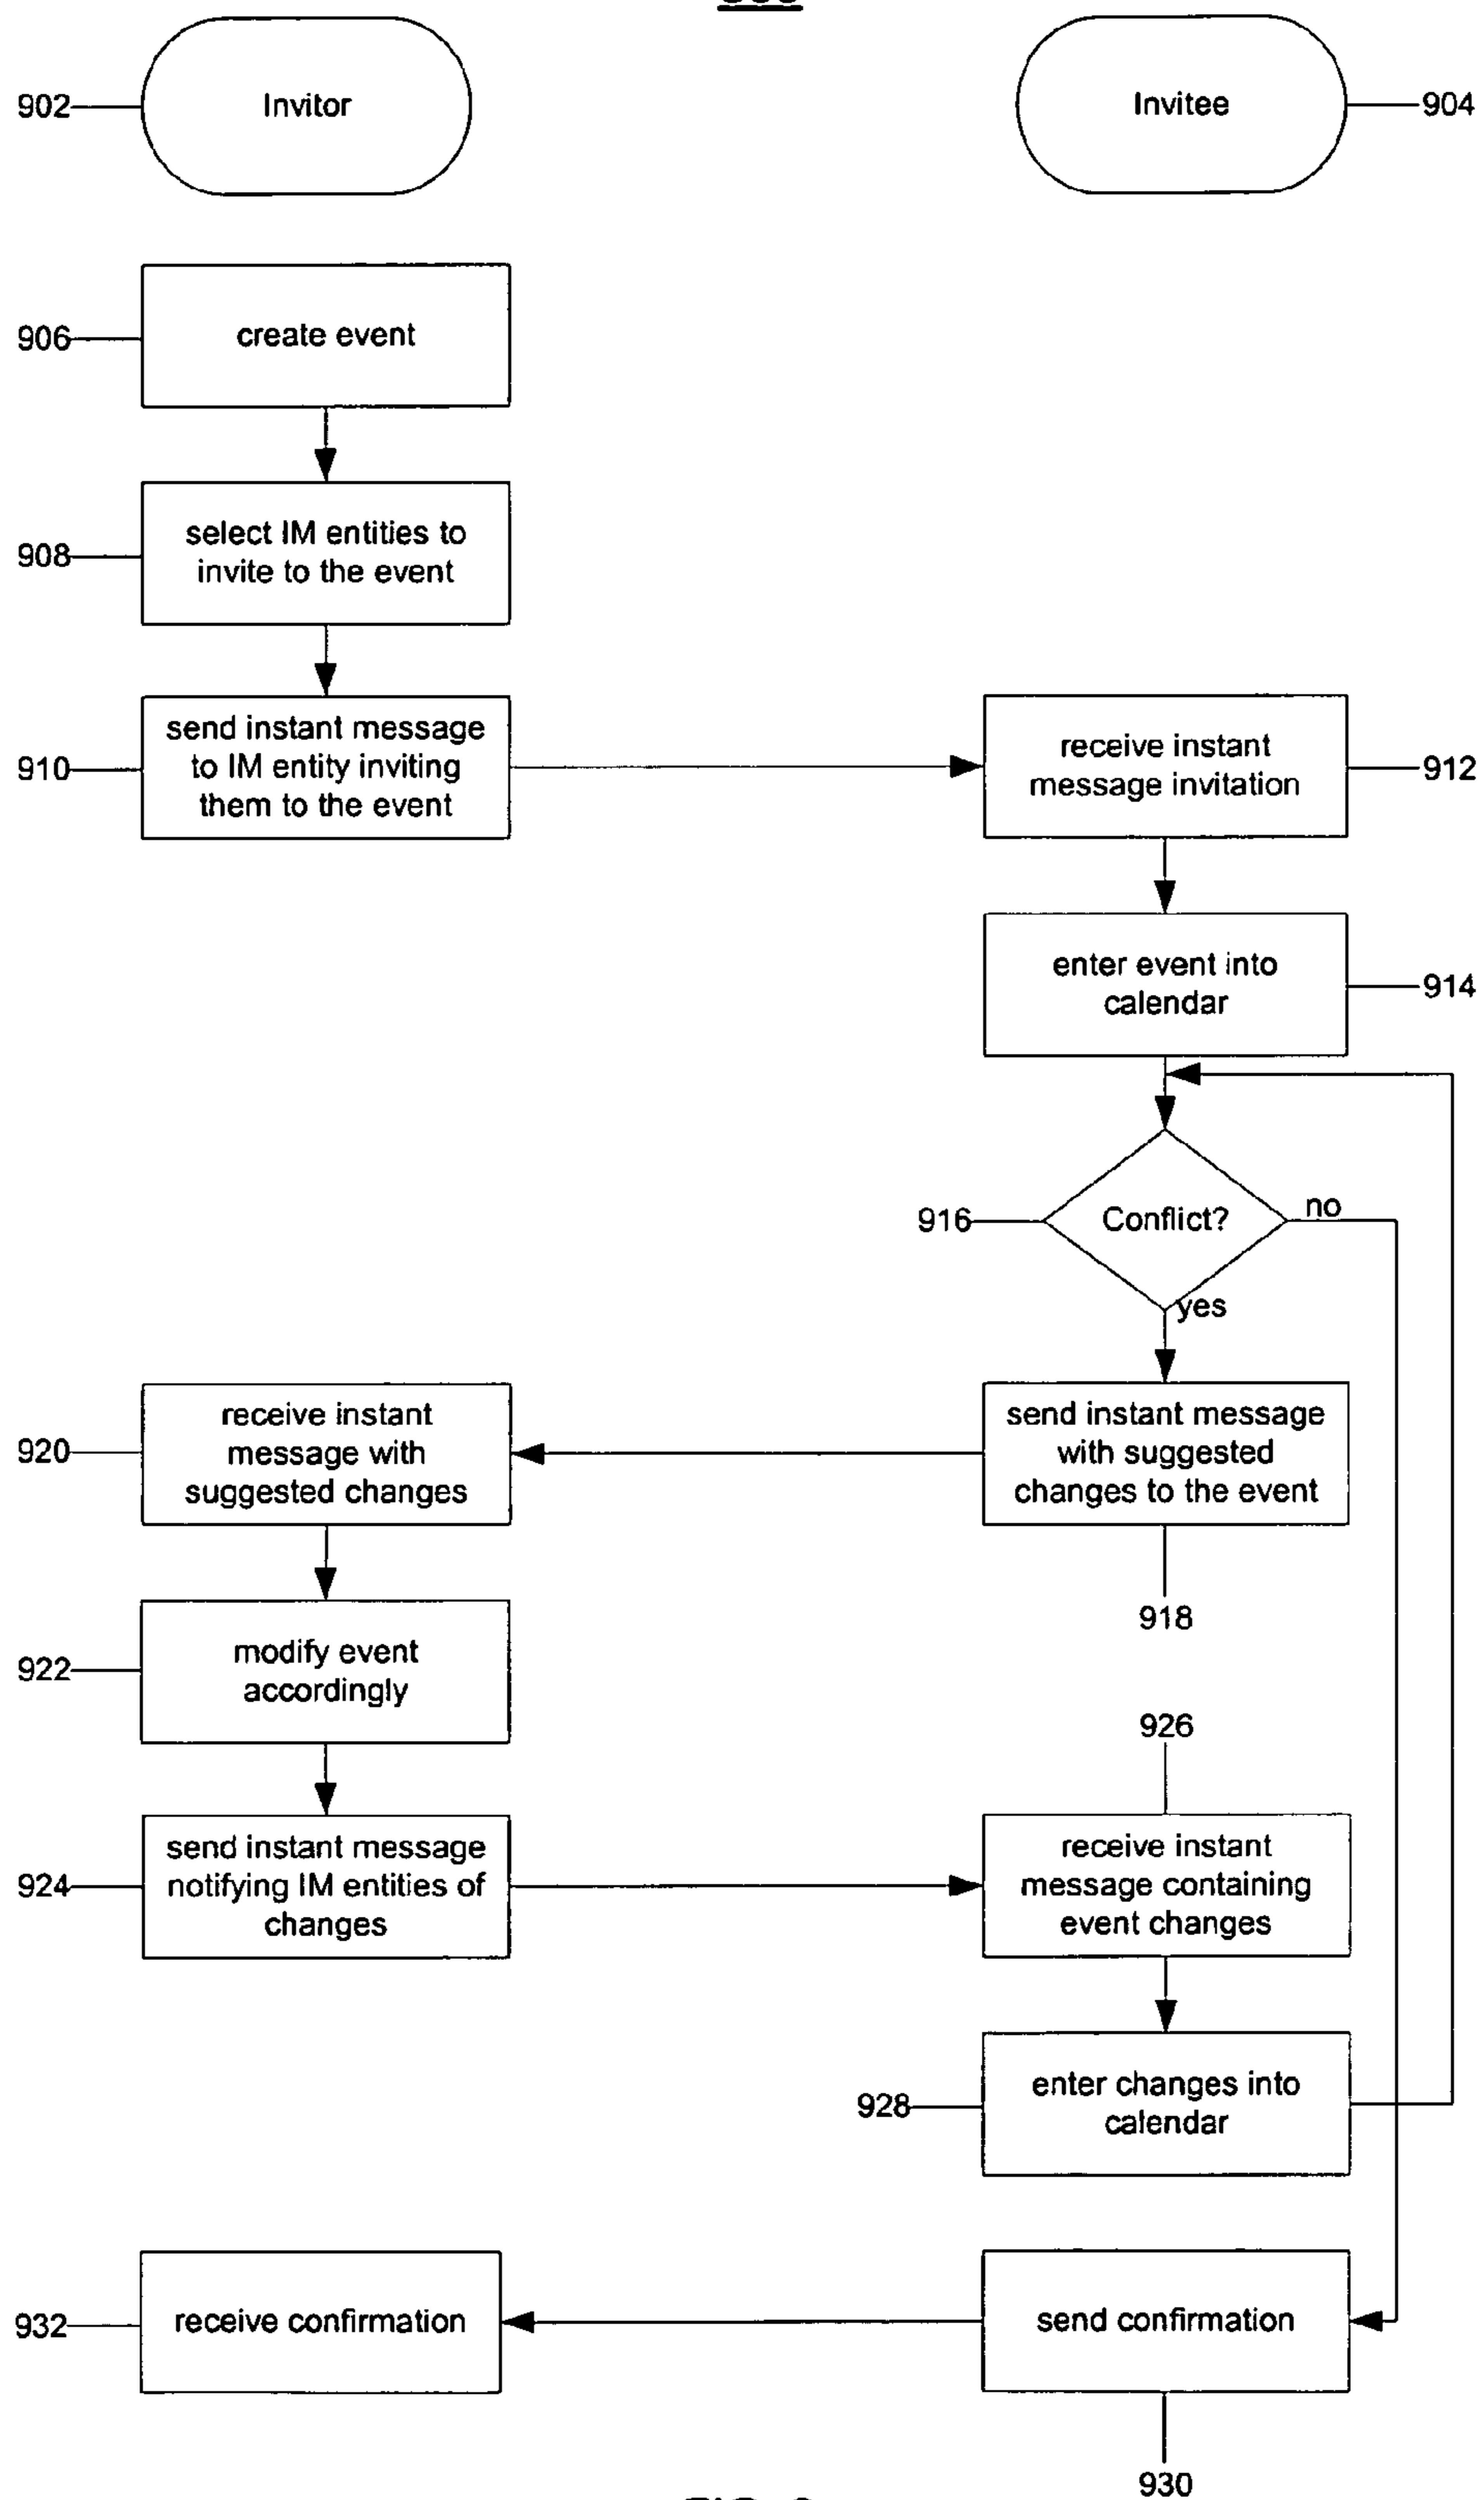 902
Invitor
Invitee
904
906
create event
908
select IM entities to
invite to the event
910
send instant message
to IM entity inviting
them to the event
receive instant
message invitation
912
enter event into
calendar
914
916
Conflict?
no
yes
920
receive instant
message with
suggested changes
send instant message
with suggested
changes to the event
918
922
modify event
accordingly
926
924
send instant message
notifying IM entities of
changes
receive instant
message containing
event changes
928
enter changes into
calendar
932
receive confirmation
send confirmation
930